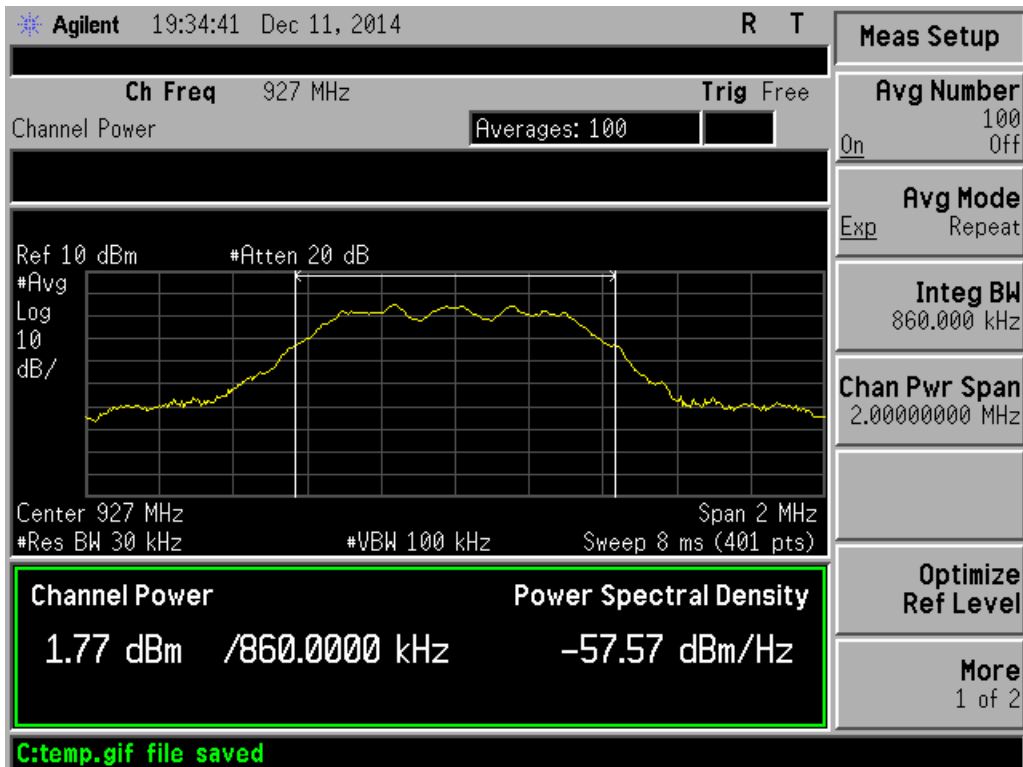 Agilent 19:34:41 Dec 11, 2014 R T
Ch Freq 927 MHz Trig Free
Channel Power Averages: 100
Ref 10 dBm #Atten 20 dB
#Avg
Log
10
dB/
Center 927 MHz Span 2 MHz
#Res BW 30 kHz #VBW 100 kHz Sweep 8 ms (401 pts)
Channel Power Power Spectral Density
1.77 dBm /860.0000 kHz -57.57 dBm/Hz
C:temp.gif file saved
Meas Setup
Avg Number
100
On Off
Avg Mode
Exp Repeat
Integ BW
860.000 kHz
Chan Pwr Span
2.00000000 MHz
Optimize
Ref Level
More
1 of 2